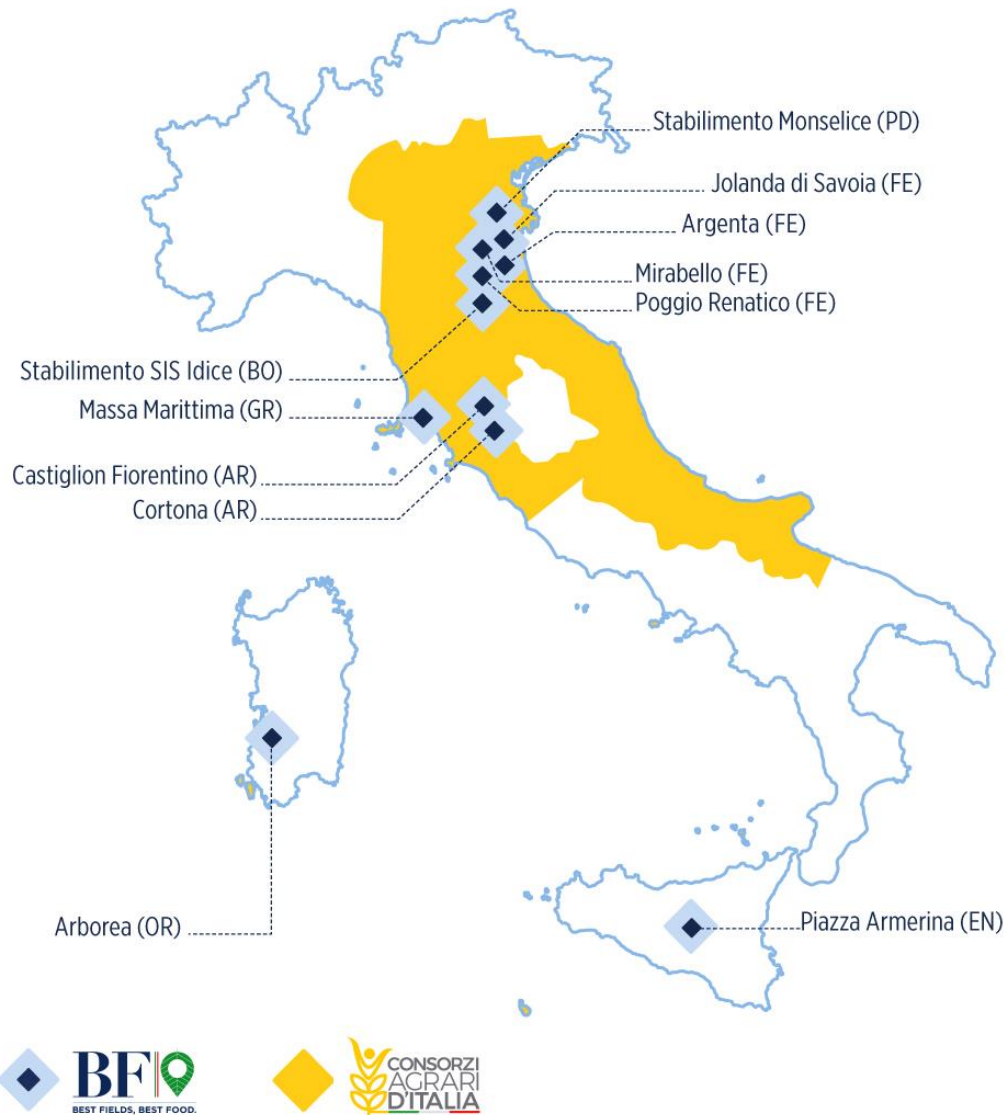 Stabilimento Monselice (PD)
Jolanda di Savoia (FE)
Argenta (FE)
Mirabello (FE)
Poggio Renatico (FE)
Stabilimento SIS Idice (BO)
Massa Marittima (GR)
Castiglion Fiorentino (AR)
Cortona (AR)
Arborea (OR)
Piazza Armerina (EN)
BF
BEST FIELDS, BEST FOOD.
CONSORZI
AGRARI
D'ITALIA